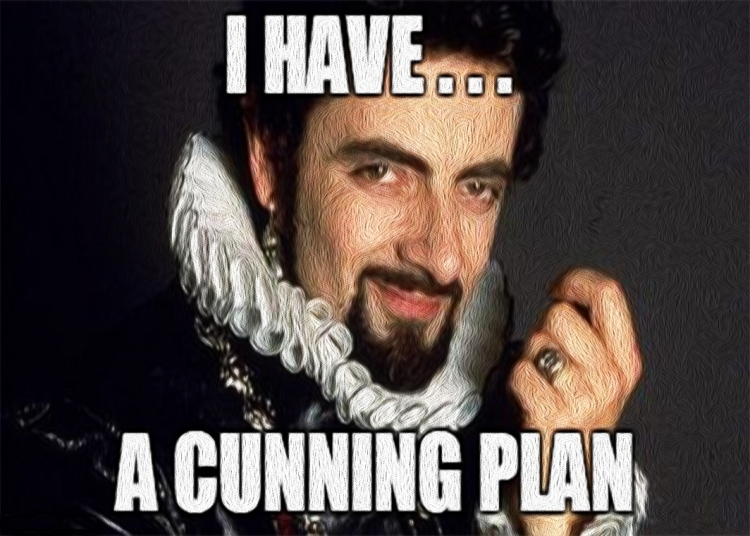 I HAVE . . .
A CUNNING PLAN